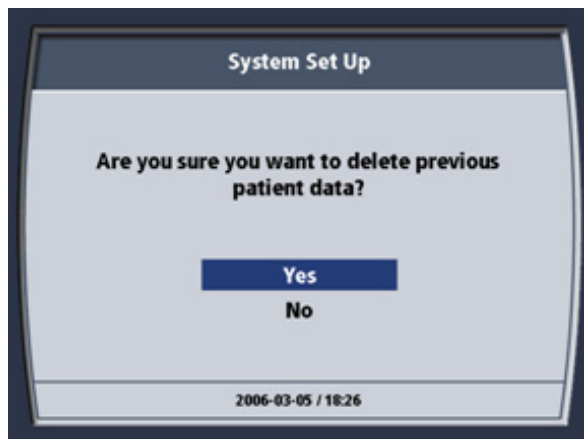 System Set Up
Are you sure you want to delete previous
patient data?
Yes
No
2006-03-05 / 18:26